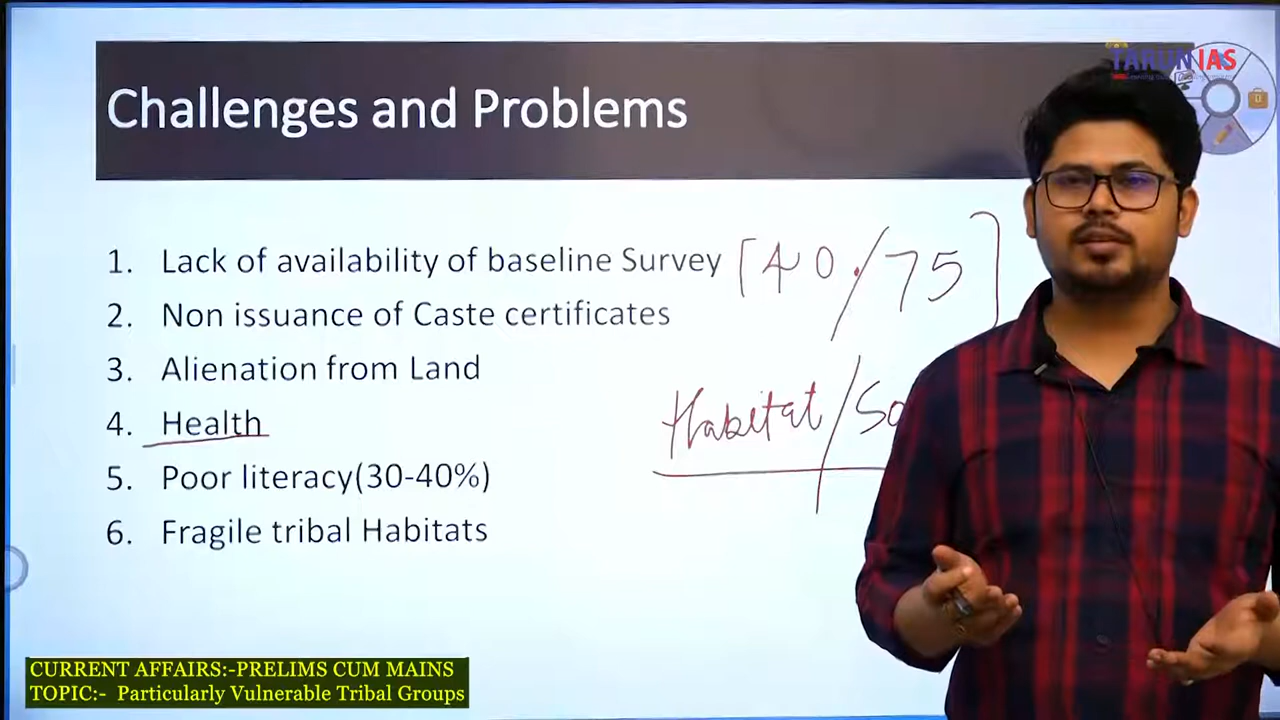 TARUN IAS
Challenges and Problems
1. Lack of availability of baseline Survey [40./75]
2. Non issuance of Caste certificates
3. Alienation from Land
4. Health
Habitat/So
5. Poor literacy(30-40%)
6. Fragile tribal Habitats
CURRENT AFFAIRS:-PRELIMS CUM MAINS
TOPIC:- Particularly Vulnerable Tribal Groups